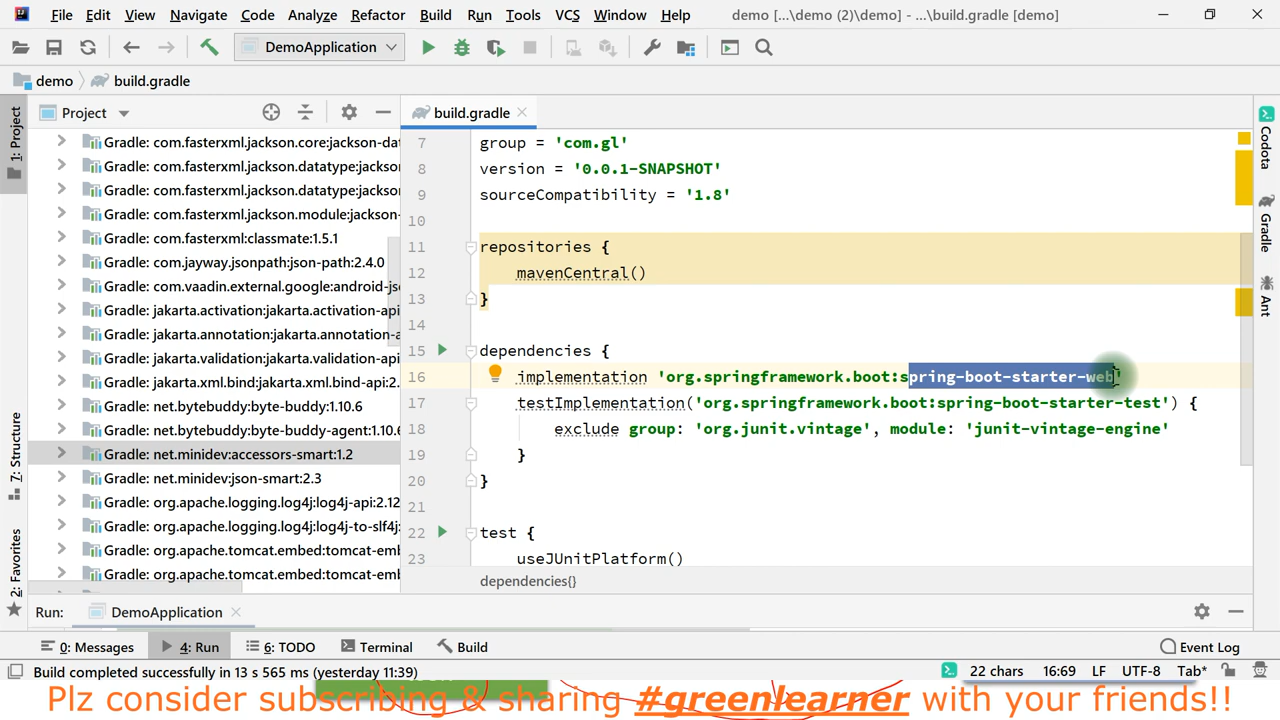 File Edit View Navigate Code Analyze Refactor Build Run Tools VCS Window Help demo [...\demo (2)\demo] - ...\build.gradle [demo]
DemoApplication
demo build.gradle
Project
build.gradle
1: Project
7: Structure
2: Favorites
Gradle: com.fasterxml.jackson.core:jackson-da
Gradle: com.fasterxml.jackson.datatype:jackso
Gradle: com.fasterxml.jackson.datatype:jackso
Gradle: com.fasterxml.jackson.module:jackson-
Gradle: com.fasterxml:classmate:1.5.1
Gradle: com.jayway.jsonpath:json-path:2.4.0
Gradle: com.vaadin.external.google:android-js
Gradle: jakarta.activation:jakarta.activation-api
Gradle: jakarta.annotation:jakarta.annotation-a
Gradle: jakarta.validation:jakarta.validation-api
Gradle: jakarta.xml.bind:jakarta.xml.bind-api:2
Gradle: net.bytebuddy:byte-buddy:1.10.6
Gradle: net.bytebuddy:byte-buddy-agent:1.10.6
Gradle: net.minidev:accessors-smart:1.2
Gradle: net.minidev:json-smart:2.3
Gradle: org.apache.logging.log4j:log4j-api:2.12
Gradle: org.apache.logging.log4j:log4j-to-slf4j
Gradle: org.apache.tomcat.embed:tomcat-emb
Gradle: org.apache.tomcat.embed:tomcat-emb
7 group = 'com.gl'
8 version = '0.0.1-SNAPSHOT'
9 sourceCompatibility = '1.8'
10
11 repositories {
12 mavenCentral()
13 }
14
15 dependencies {
16 implementation 'org.springframework.boot:spring-boot-starter-web'
17 testImplementation('org.springframework.boot:spring-boot-starter-test') {
18 exclude group: 'org.junit.vintage', module: 'junit-vintage-engine'
19 }
20 }
21
22 test {
23 useJUnitPlatform()
dependencies{}
Codota
Gradle
Ant
Run: DemoApplication
0: Messages 4: Run 6: TODO Terminal Build Event Log
Build completed successfully in 13 s 565 ms (yesterday 11:39) 22 chars 16:69 LF UTF-8 Tab*
Plz consider subscribing & sharing #greenlearner with your friends!!